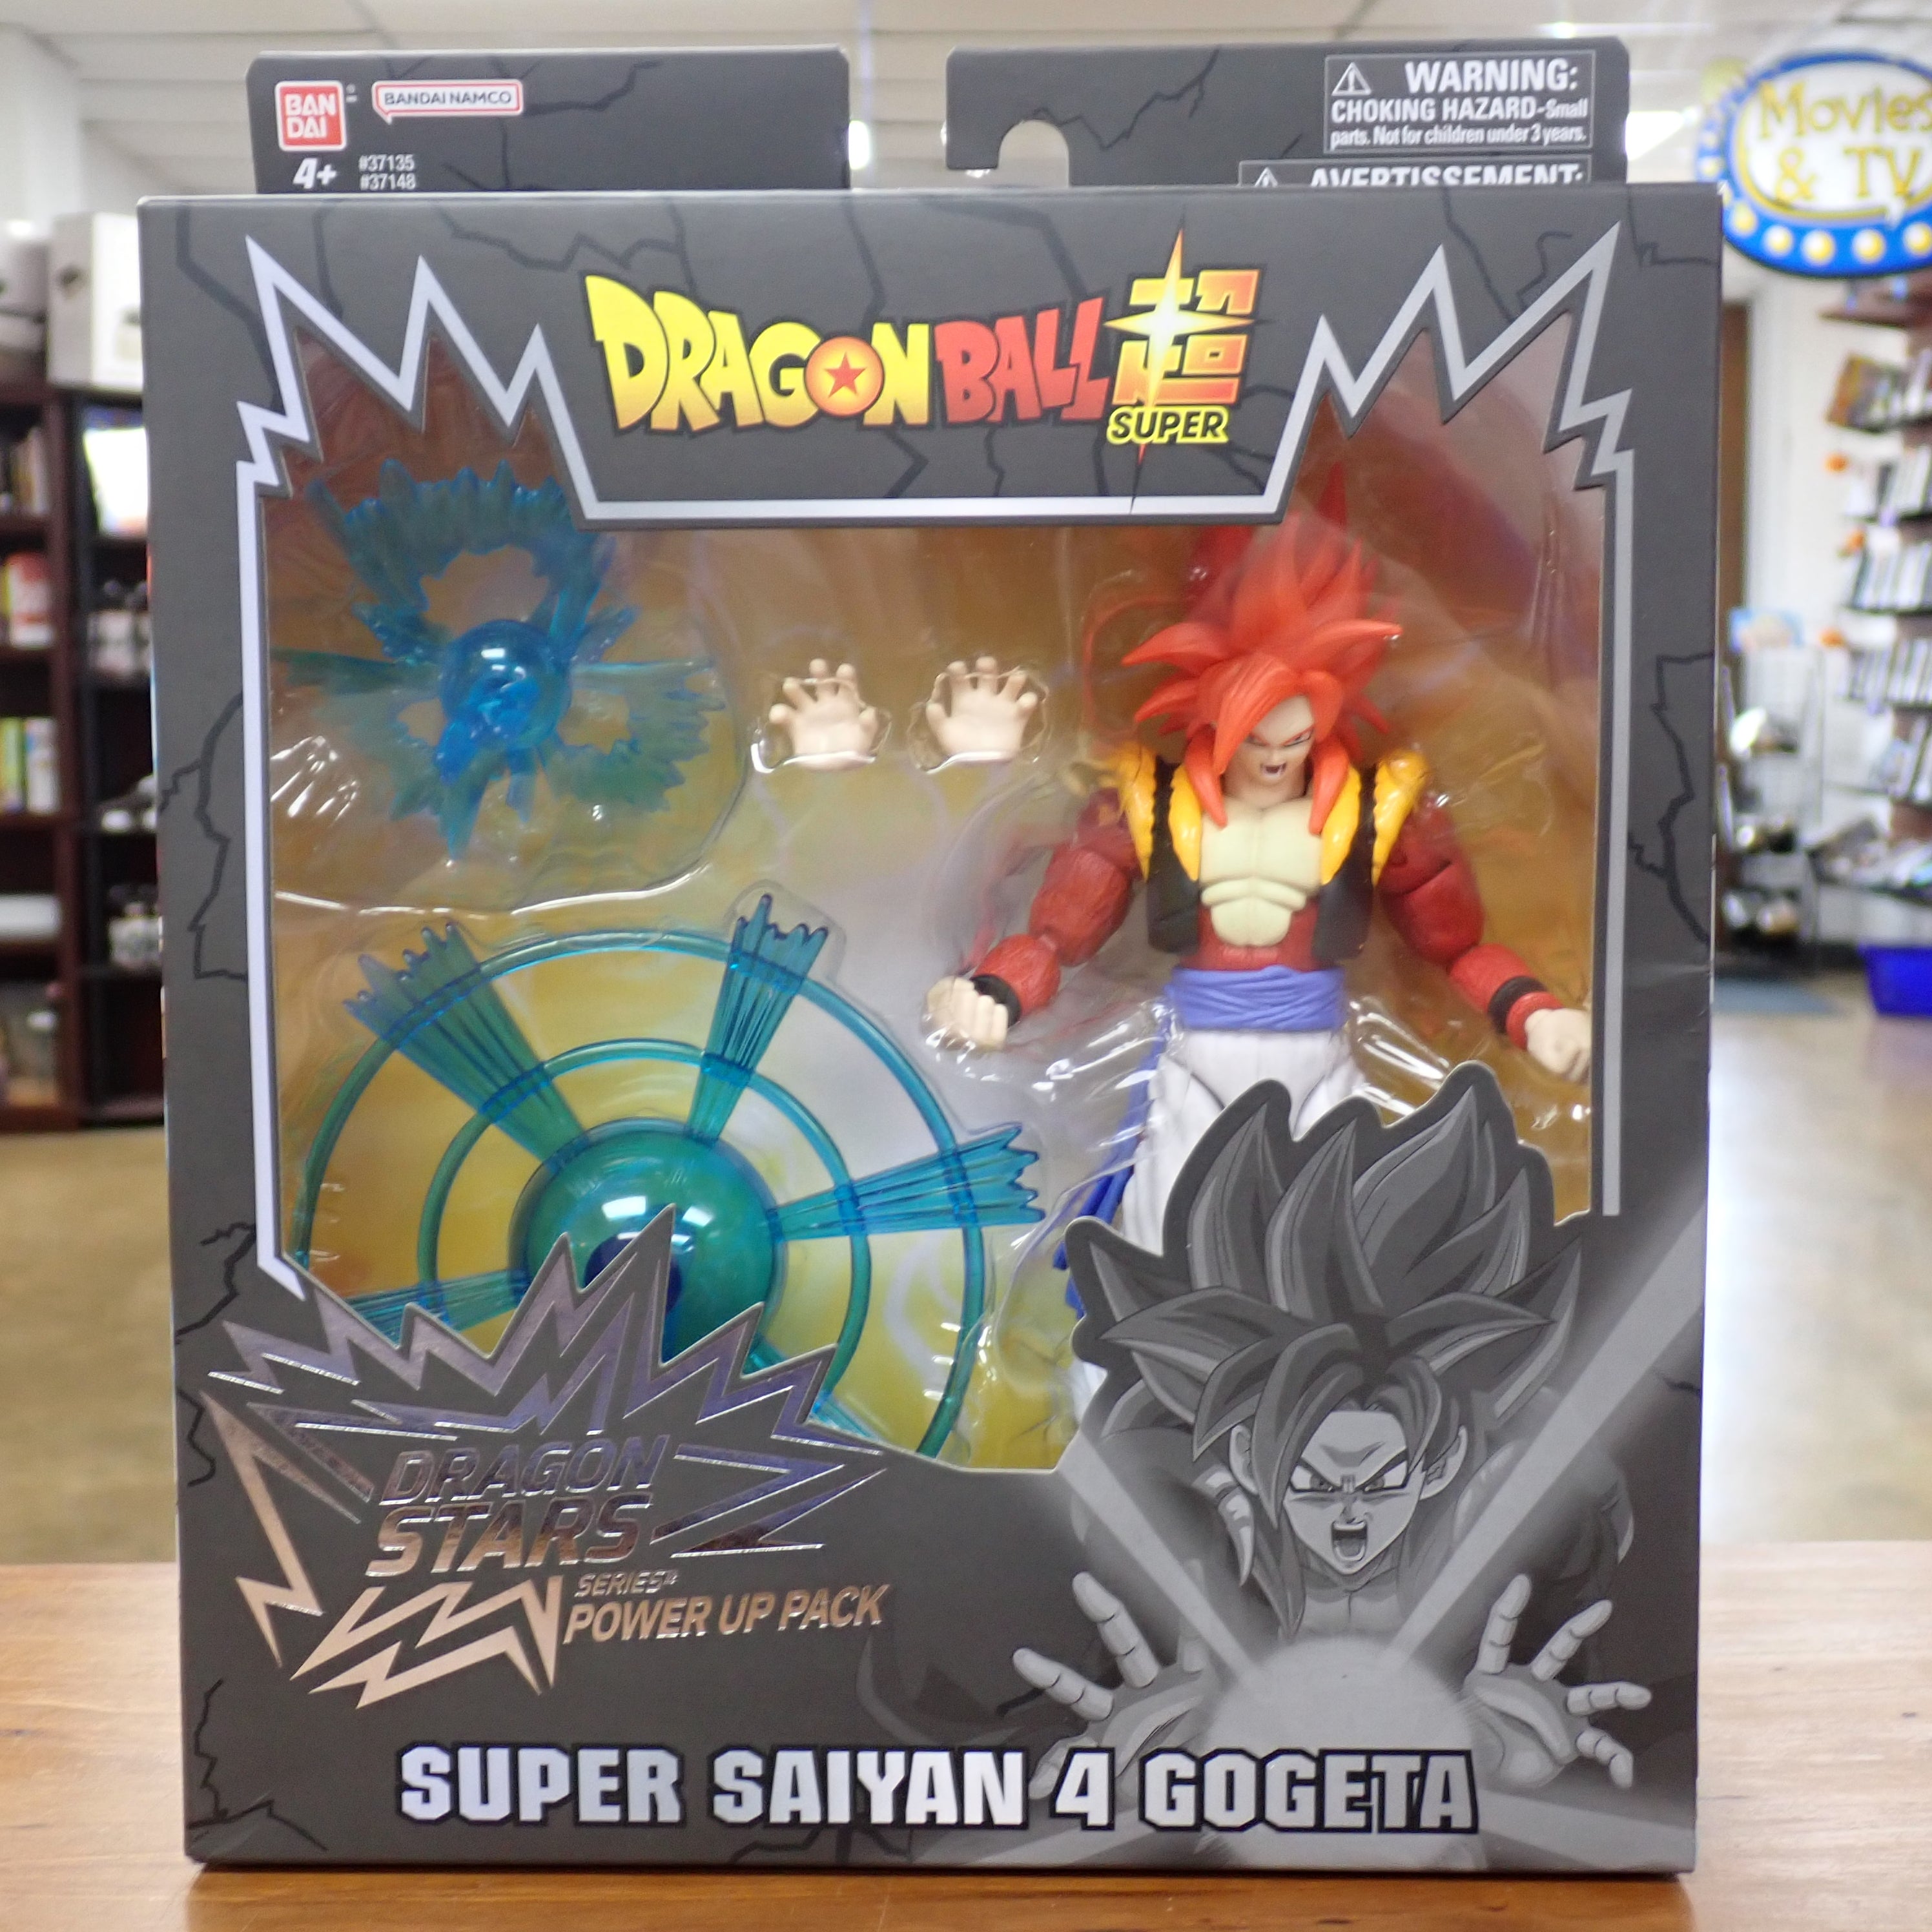 BAN
DAI
BANDAI NAMCO
4+
#37135
#37148
WARNING:
CHOKING HAZARD-Small
parts. Not for children under 3 years.
AVERTISSEMENT:
Movies
& TV
DRAGON BALL 超
SUPER
DRAGON
STARS
SERIES
POWER UP PACK
SUPER SAIYAN 4 GOGETA